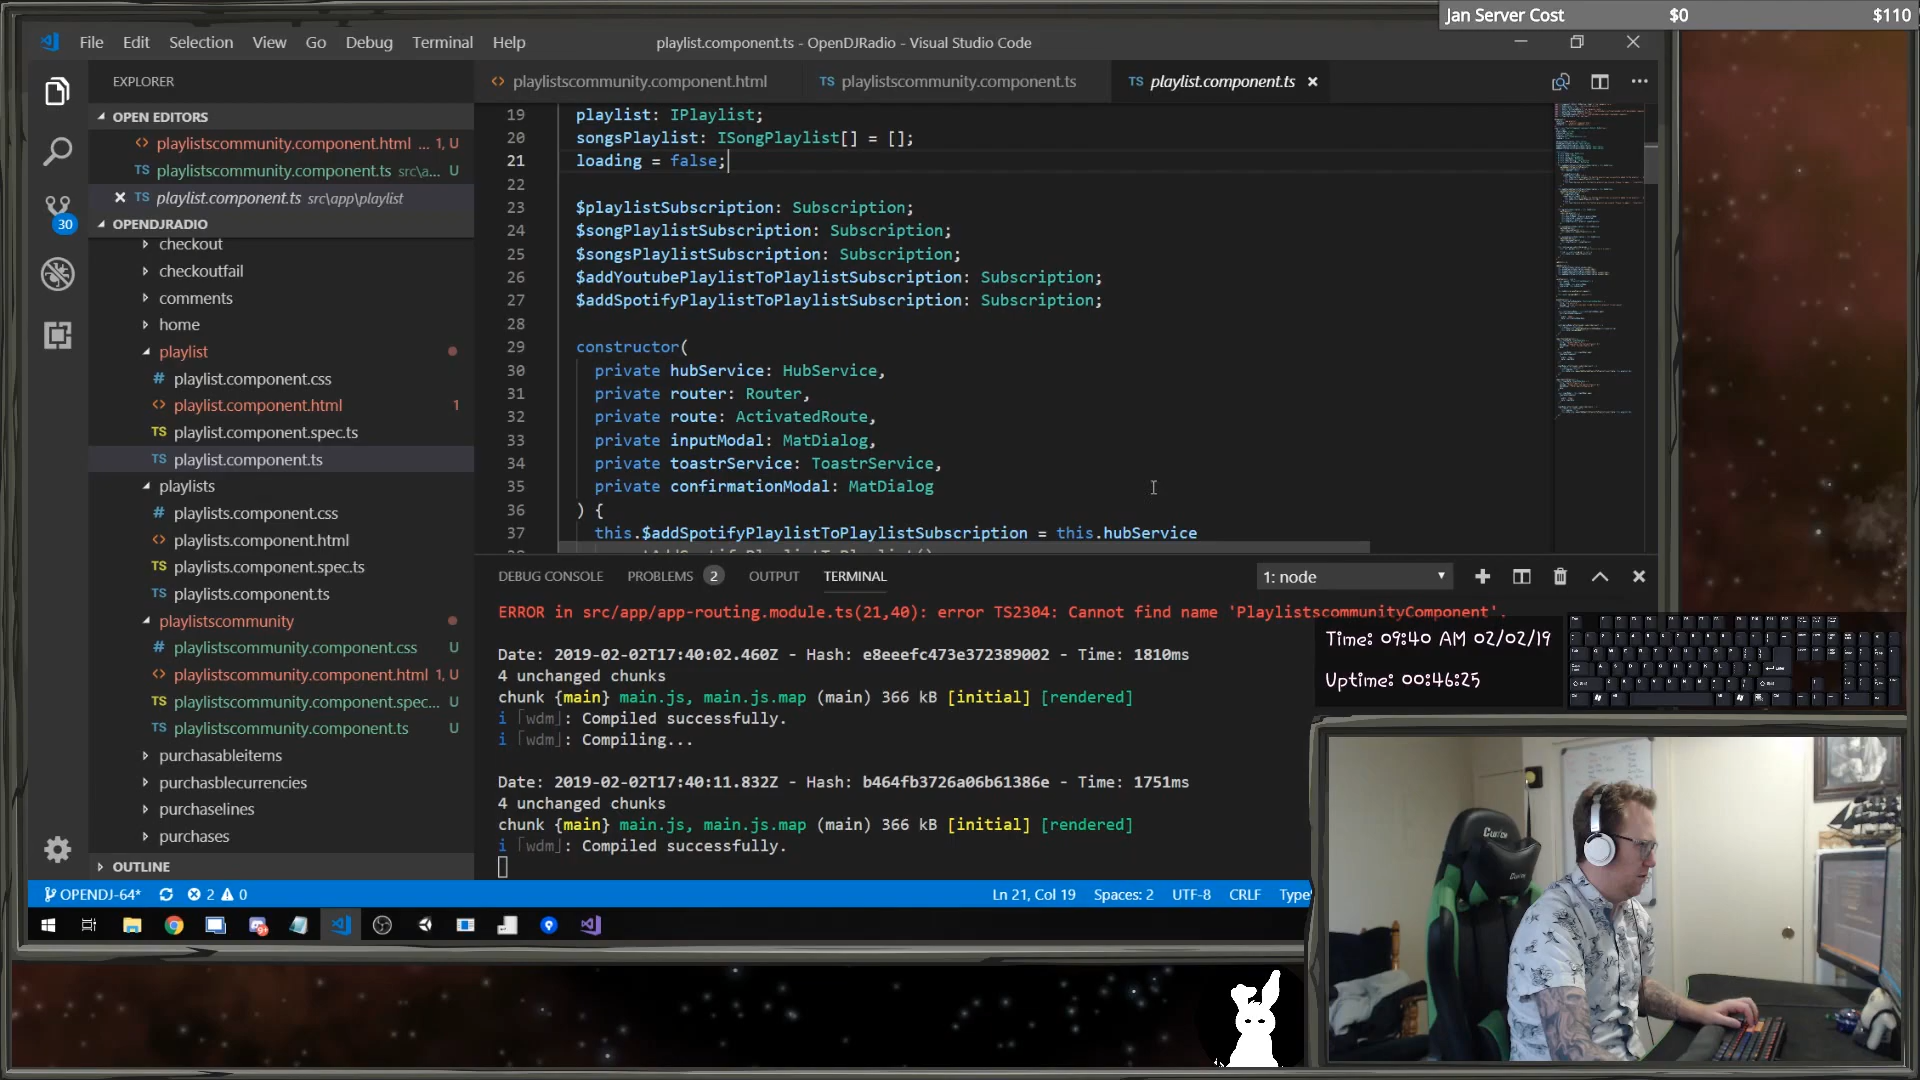 Jan Server Cost $0 $110
File Edit Selection View Go Debug Terminal Help
playlist.component.ts - OpenDJRadio - Visual Studio Code
EXPLORER
OPEN EDITORS
playlistscommunity.component.html ... 1, U
playlistscommunity.component.ts src\a... U
playlist.component.ts src\app\playlist
OPENDJRADIO
30
checkout
checkoutfail
comments
home
playlist
playlist.component.css
playlist.component.html 1
playlist.component.spec.ts
playlist.component.ts
playlists
playlists.component.css
playlists.component.html
playlists.component.spec.ts
playlists.component.ts
playlistscommunity
playlistscommunity.component.css U
playlistscommunity.component.html 1, U
playlistscommunity.component.spec... U
playlistscommunity.component.ts U
purchasableitems
purchasblecurrencies
purchaselines
purchases
OUTLINE
playlistscommunity.component.html
TS playlistscommunity.component.ts
TS playlist.component.ts
19 playlist: IPlaylist;
20 songsPlaylist: ISongPlaylist[] = [];
21 loading = false;
22
23 $playlistSubscription: Subscription;
24 $songPlaylistSubscription: Subscription;
25 $songsPlaylistSubscription: Subscription;
26 $addYoutubePlaylistToPlaylistSubscription: Subscription;
27 $addSpotifyPlaylistToPlaylistSubscription: Subscription;
28
29 constructor(
30 private hubService: HubService,
31 private router: Router,
32 private route: ActivatedRoute,
33 private inputModal: MatDialog,
34 private toastrService: ToastrService,
35 private confirmationModal: MatDialog
36 ) {
37 this.$addSpotifyPlaylistToPlaylistSubscription = this.hubService
DEBUG CONSOLE PROBLEMS 2 OUTPUT TERMINAL 1: node
ERROR in src/app/app-routing.module.ts(21,40): error TS2304: Cannot find name 'PlaylistscommunityComponent'.
Date: 2019-02-02T17:40:02.460Z - Hash: e8eeefc473e372389002 - Time: 1810ms
4 unchanged chunks
chunk {main} main.js, main.js.map (main) 366 kB [initial] [rendered]
i ｢wdm｣: Compiled successfully.
i ｢wdm｣: Compiling...
Date: 2019-02-02T17:40:11.832Z - Hash: b464fb3726a06b61386e - Time: 1751ms
4 unchanged chunks
chunk {main} main.js, main.js.map (main) 366 kB [initial] [rendered]
i ｢wdm｣: Compiled successfully.
Time: 09:40 AM 02/02/19
Uptime: 00:46:25
OPENDJ-64* 2 0 Ln 21, Col 19 Spaces: 2 UTF-8 CRLF Type